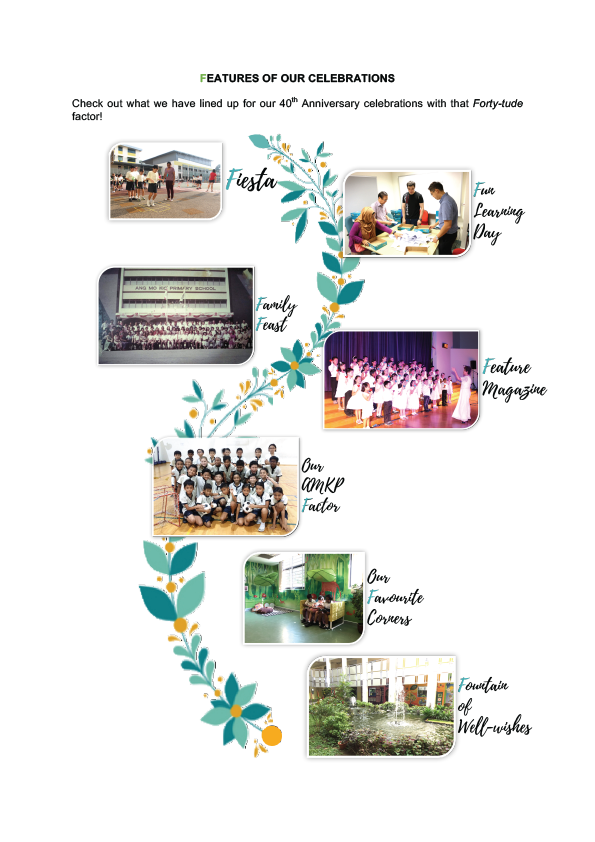 FEATURES OF OUR CELEBRATIONS
Check out what we have lined up for our 40th Anniversary celebrations with that Forty-tude
factor!
Fiesta
Fun
Learning
Day
ANG MO KIO PRIMARY SCHOOL
Family
Feast
Feature
Magazine
Our
AMKP
Factor
Our
Favourite
Corners
Fountain
of
Well-wishes